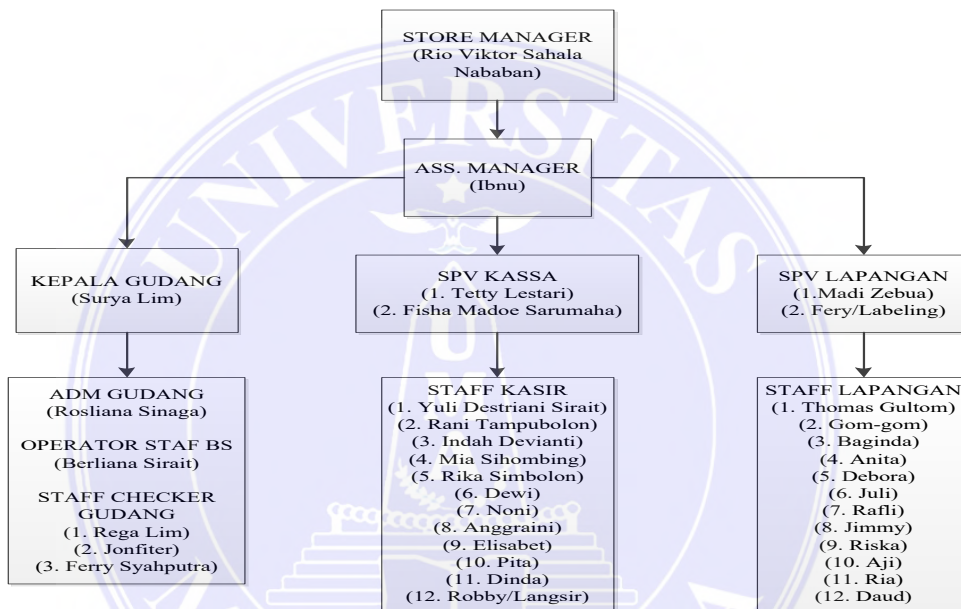 STORE MANAGER
(Rio Viktor Sahala
Nababan)
ASS. MANAGER
(Ibnu)
KEPALA GUDANG
(Surya Lim)
SPV KASSA
(1. Tetty Lestari)
(2. Fisha Madoe Sarumaha)
SPV LAPANGAN
(1.Madi Zebua)
(2. Fery/Labeling)
ADM GUDANG
(Rosliana Sinaga)
OPERATOR STAF BS
(Berliana Sirait)
STAFF CHECKER
GUDANG
(1. Rega Lim)
(2. Jonfiter)
(3. Ferry Syahputra)
STAFF KASIR
(1. Yuli Destriani Sirait)
(2. Rani Tampubolon)
(3. Indah Devianti)
(4. Mia Sihombing)
(5. Rika Simbolon)
(6. Dewi)
(7. Noni)
(8. Anggraini)
(9. Elisabet)
(10. Pita)
(11. Dinda)
(12. Robby/Langsir)
STAFF LAPANGAN
(1. Thomas Gultom)
(2. Gom-gom)
(3. Baginda)
(4. Anita)
(5. Debora)
(6. Juli)
(7. Rafli)
(8. Jimmy)
(9. Riska)
(10. Aji)
(11. Ria)
(12. Daud)
UNIVERSITAS